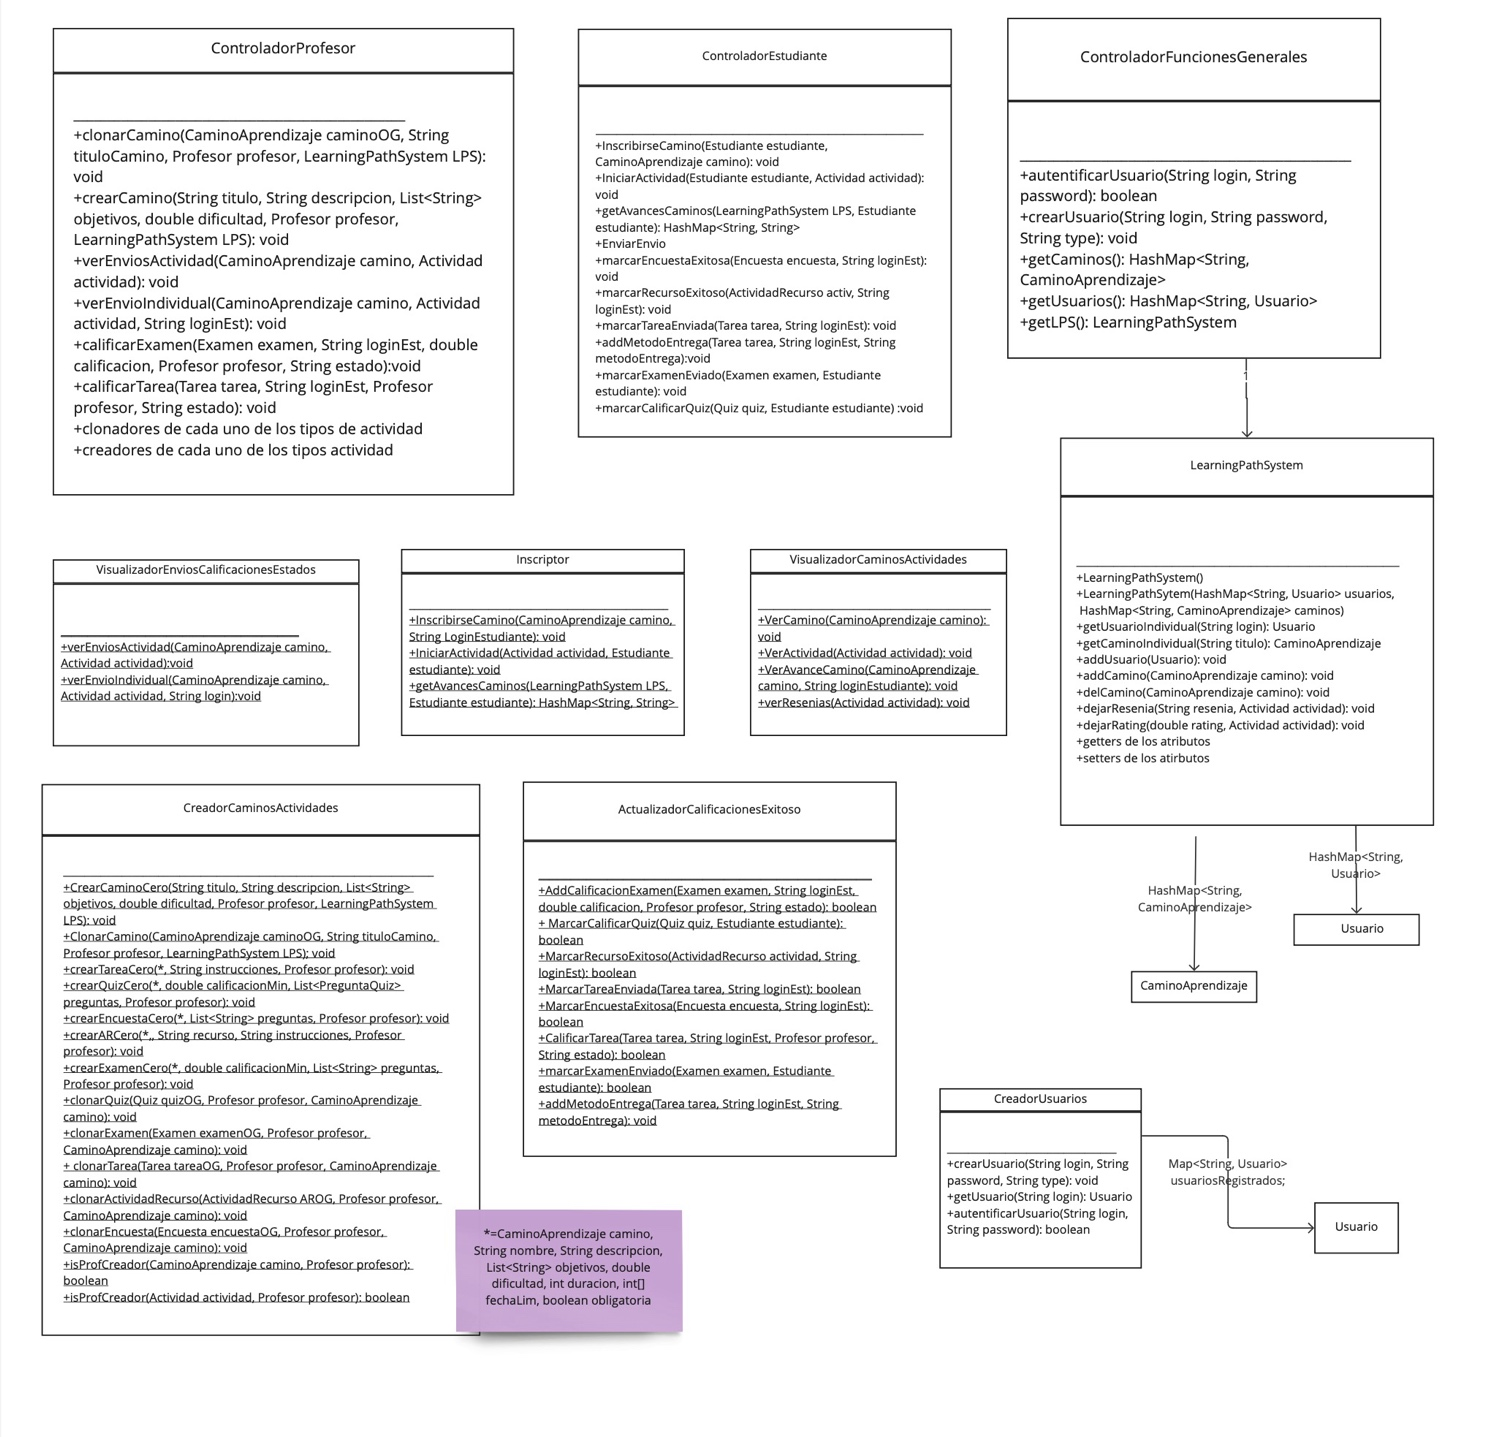 ControladorProfesor
+clonarCamino(CaminoAprendizaje caminoOG, String
tituloCamino, Profesor profesor, LearningPathSystem LPS):
void
+crearCamino(String titulo, String descripcion, List<String>
objetivos, double dificultad, Profesor profesor,
LearningPathSystem LPS): void
+verEnviosActividad(CaminoAprendizaje camino, Actividad
actividad): void
+verEnvioIndividual(CaminoAprendizaje camino, Actividad
actividad, String loginEst): void
+calificarExamen(Examen examen, String loginEst, double
calificacion, Profesor profesor, String estado):void
+calificarTarea(Tarea tarea, String loginEst, Profesor
profesor, String estado): void
+clonadores de cada uno de los tipos de actividad
+creadores de cada uno de los tipos actividad
ControladorEstudiante
+InscribirseCamino(Estudiante estudiante,
CaminoAprendizaje camino): void
+IniciarActividad(Estudiante estudiante, Actividad actividad):
void
+getAvancesCaminos(LearningPathSystem LPS, Estudiante
estudiante): HashMap<String, String>
+EnviarEnvio
+marcarEncuestaExitosa(Encuesta encuesta, String loginEst):
void
+marcarRecursoExitoso(ActividadRecurso activ, String
loginEst): void
+marcarTareaEnviada(Tarea tarea, String loginEst): void
+addMetodoEntrega(Tarea tarea, String loginEst, String
metodoEntrega):void
+marcarExamenEviado(Examen examen, Estudiante
estudiante): void
+marcarCalificarQuiz(Quiz quiz, Estudiante estudiante) :void
ControladorFuncionesGenerales
+autentificarUsuario(String login, String
password): boolean
+crearUsuario(String login, String password,
String type): void
+getCaminos(): HashMap<String,
CaminoAprendizaje>
+getUsuarios(): HashMap<String, Usuario>
+getLPS(): LearningPathSystem
1
LearningPathSystem
+LearningPathSystem()
+LearningPathSytem(HashMap<String, Usuario> usuarios,
HashMap<String, CaminoAprendizaje> caminos)
+getUsuarioIndividual(String login): Usuario
+getCaminoIndividual(String titulo): CaminoAprendizaje
+addUsuario(Usuario): void
+addCamino(CaminoAprendizaje camino): void
+delCamino(CaminoAprendizaje camino): void
+dejarResenia(String resenia, Actividad actividad): void
+dejarRating(double rating, Actividad actividad): void
+getters de los atributos
+setters de los atirbutos
VisualizadorEnviosCalificacionesEstados
+verEnviosActividad(CaminoAprendizaje camino,
Actividad actividad):void
+verEnvioIndividual(CaminoAprendizaje camino,
Actividad actividad, String login):void
Inscriptor
+InscribirseCamino(CaminoAprendizaje camino,
String LoginEstudiante): void
+IniciarActividad(Actividad actividad, Estudiante
estudiante): void
+getAvancesCaminos(LearningPathSystem LPS,
Estudiante estudiante): HashMap<String, String>
VisualizadorCaminosActividades
+VerCamino(CaminoAprendizaje camino):
void
+VerActividad(Actividad actividad): void
+VerAvanceCamino(CaminoAprendizaje
camino, String loginEstudiante): void
+verResenias(Actividad actividad): void
CreadorCaminosActividades
+CrearCaminoCero(String titulo, String descripcion, List<String>
objetivos, double dificultad, Profesor profesor, LearningPathSystem
LPS): void
+ClonarCamino(CaminoAprendizaje caminoOG, String tituloCamino,
Profesor profesor, LearningPathSystem LPS); void
+crearTareaCero(*, String instrucciones, Profesor profesor): void
+crearQuizCero(*, double calificacionMin, List<PreguntaQuiz>
preguntas, Profesor profesor): void
+crearEncuestaCero(*, List<String> preguntas, Profesor profesor): void
+crearARCero(*,, String recurso, String instrucciones, Profesor
profesor): void
+crearExamenCero(*, double calificacionMin, List<String> preguntas,
Profesor profesor): void
+clonarQuiz(Quiz quizOG, Profesor profesor, CaminoAprendizaje
camino): void
+clonarExamen(Examen examenOG, Profesor profesor,
CaminoAprendizaje camino): void
+ clonarTarea(Tarea tareaOG, Profesor profesor, CaminoAprendizaje
camino): void
+clonarActividadRecurso(ActividadRecurso AROG, Profesor profesor,
CaminoAprendizaje camino): void
+clonarEncuesta(Encuesta encuestaOG, Profesor profesor,
CaminoAprendizaje camino): void
+isProfCreador(CaminoAprendizaje camino, Profesor profesor):
boolean
+isProfCreador(Actividad actividad, Profesor profesor): boolean
*=CaminoAprendizaje camino,
String nombre, String descripcion,
List<String> objetivos, double
dificultad, int duracion, int[]
fechaLim, boolean obligatoria
ActualizadorCalificacionesExitoso
+AddCalificacionExamen(Examen examen, String loginEst,
double calificacion, Profesor profesor, String estado): boolean
+ MarcarCalificarQuiz(Quiz quiz, Estudiante estudiante):
boolean
+MarcarRecursoExitoso(ActividadRecurso actividad, String
loginEst): boolean
+MarcarTareaEnviada(Tarea tarea, String loginEst): boolean
+MarcarEncuestaExitosa(Encuesta encuesta, String loginEst):
boolean
+CalificarTarea(Tarea tarea, String loginEst, Profesor profesor,
String estado): boolean
+marcarExamenEnviado(Examen examen, Estudiante
estudiante): boolean
+addMetodoEntrega(Tarea tarea, String loginEst, String
metodoEntrega): void
HashMap<String,
CaminoAprendizaje>
CaminoAprendizaje
HashMap<String,
Usuario>
Usuario
CreadorUsuarios
+crearUsuario(String login, String
password, String type): void
+getUsuario(String login): Usuario
+autentificarUsuario(String login,
String password): boolean
Map<String, Usuario>
usuariosRegistrados;
Usuario